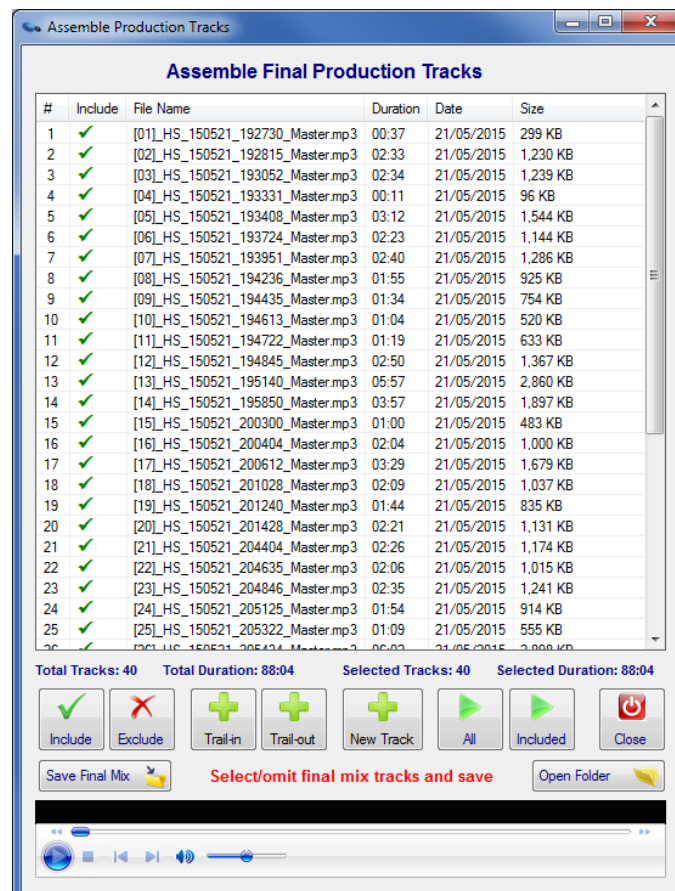 Assemble Production Tracks
Assemble Final Production Tracks
# Include File Name Duration Date Size
1 [01]_HS_150521_192730_Master.mp3 00:37 21/05/2015 299 KB
2 [02]_HS_150521_192815_Master.mp3 02:33 21/05/2015 1,230 KB
3 [03]_HS_150521_193052_Master.mp3 02:34 21/05/2015 1,239 KB
4 [04]_HS_150521_193331_Master.mp3 00:11 21/05/2015 96 KB
5 [05]_HS_150521_193408_Master.mp3 03:12 21/05/2015 1,544 KB
6 [06]_HS_150521_193724_Master.mp3 02:23 21/05/2015 1,144 KB
7 [07]_HS_150521_193951_Master.mp3 02:40 21/05/2015 1,286 KB
8 [08]_HS_150521_194236_Master.mp3 01:55 21/05/2015 925 KB
9 [09]_HS_150521_194435_Master.mp3 01:34 21/05/2015 754 KB
10 [10]_HS_150521_194613_Master.mp3 01:04 21/05/2015 520 KB
11 [11]_HS_150521_194722_Master.mp3 01:19 21/05/2015 633 KB
12 [12]_HS_150521_194845_Master.mp3 02:50 21/05/2015 1,367 KB
13 [13]_HS_150521_195140_Master.mp3 05:57 21/05/2015 2,860 KB
14 [14]_HS_150521_195850_Master.mp3 03:57 21/05/2015 1,897 KB
15 [15]_HS_150521_200300_Master.mp3 01:00 21/05/2015 483 KB
16 [16]_HS_150521_200404_Master.mp3 02:04 21/05/2015 1,000 KB
17 [17]_HS_150521_200612_Master.mp3 03:29 21/05/2015 1,679 KB
18 [18]_HS_150521_201028_Master.mp3 02:09 21/05/2015 1,037 KB
19 [19]_HS_150521_201240_Master.mp3 01:44 21/05/2015 835 KB
20 [20]_HS_150521_201428_Master.mp3 02:21 21/05/2015 1,131 KB
21 [21]_HS_150521_204404_Master.mp3 02:26 21/05/2015 1,174 KB
22 [22]_HS_150521_204635_Master.mp3 02:06 21/05/2015 1,015 KB
23 [23]_HS_150521_204846_Master.mp3 02:35 21/05/2015 1,241 KB
24 [24]_HS_150521_205125_Master.mp3 01:54 21/05/2015 914 KB
25 [25]_HS_150521_205322_Master.mp3 01:09 21/05/2015 555 KB
Total Tracks: 40 Total Duration: 88:04 Selected Tracks: 40 Selected Duration: 88:04
Include Exclude Trail-in Trail-out New Track All Included Close
Save Final Mix Select/omit final mix tracks and save Open Folder